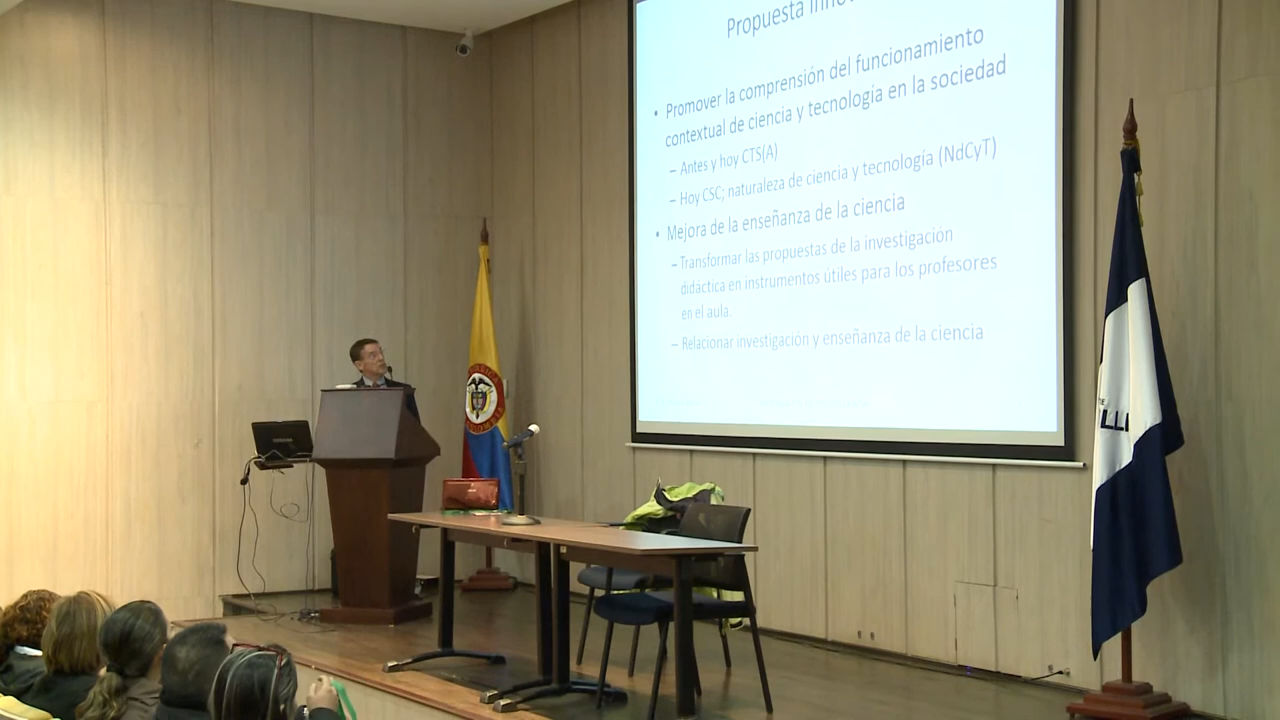 Propuesta
• Promover la comprensión del funcionamiento
contextual de ciencia y tecnología en la sociedad
– Antes y hoy CTS(A)
– Hoy CSC; naturaleza de ciencia y tecnología (NdCyT)
• Mejora de la enseñanza de la ciencia
– Transformar las propuestas de la investigación
didáctica en instrumentos útiles para los profesores
en el aula.
– Relacionar investigación y enseñanza de la ciencia